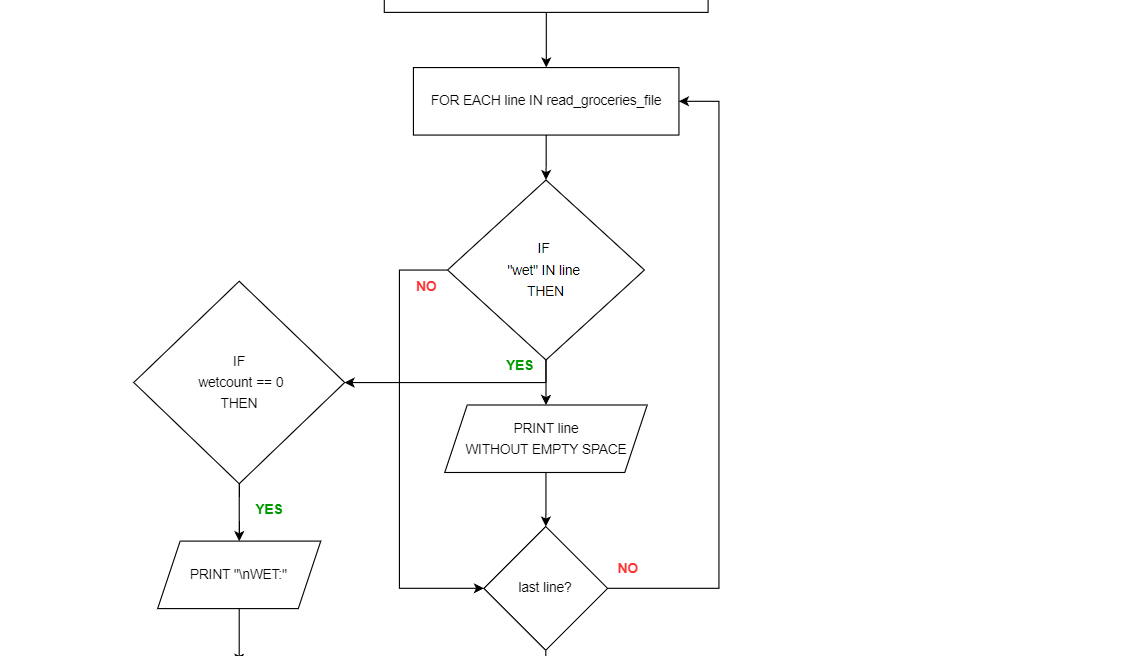 FOR EACH line IN read_groceries_file
IF
"wet" IN line
THEN
NO
YES
IF
wetcount == 0
THEN
PRINT line
WITHOUT EMPTY SPACE
YES
PRINT "\nWET:"
last line?
NO